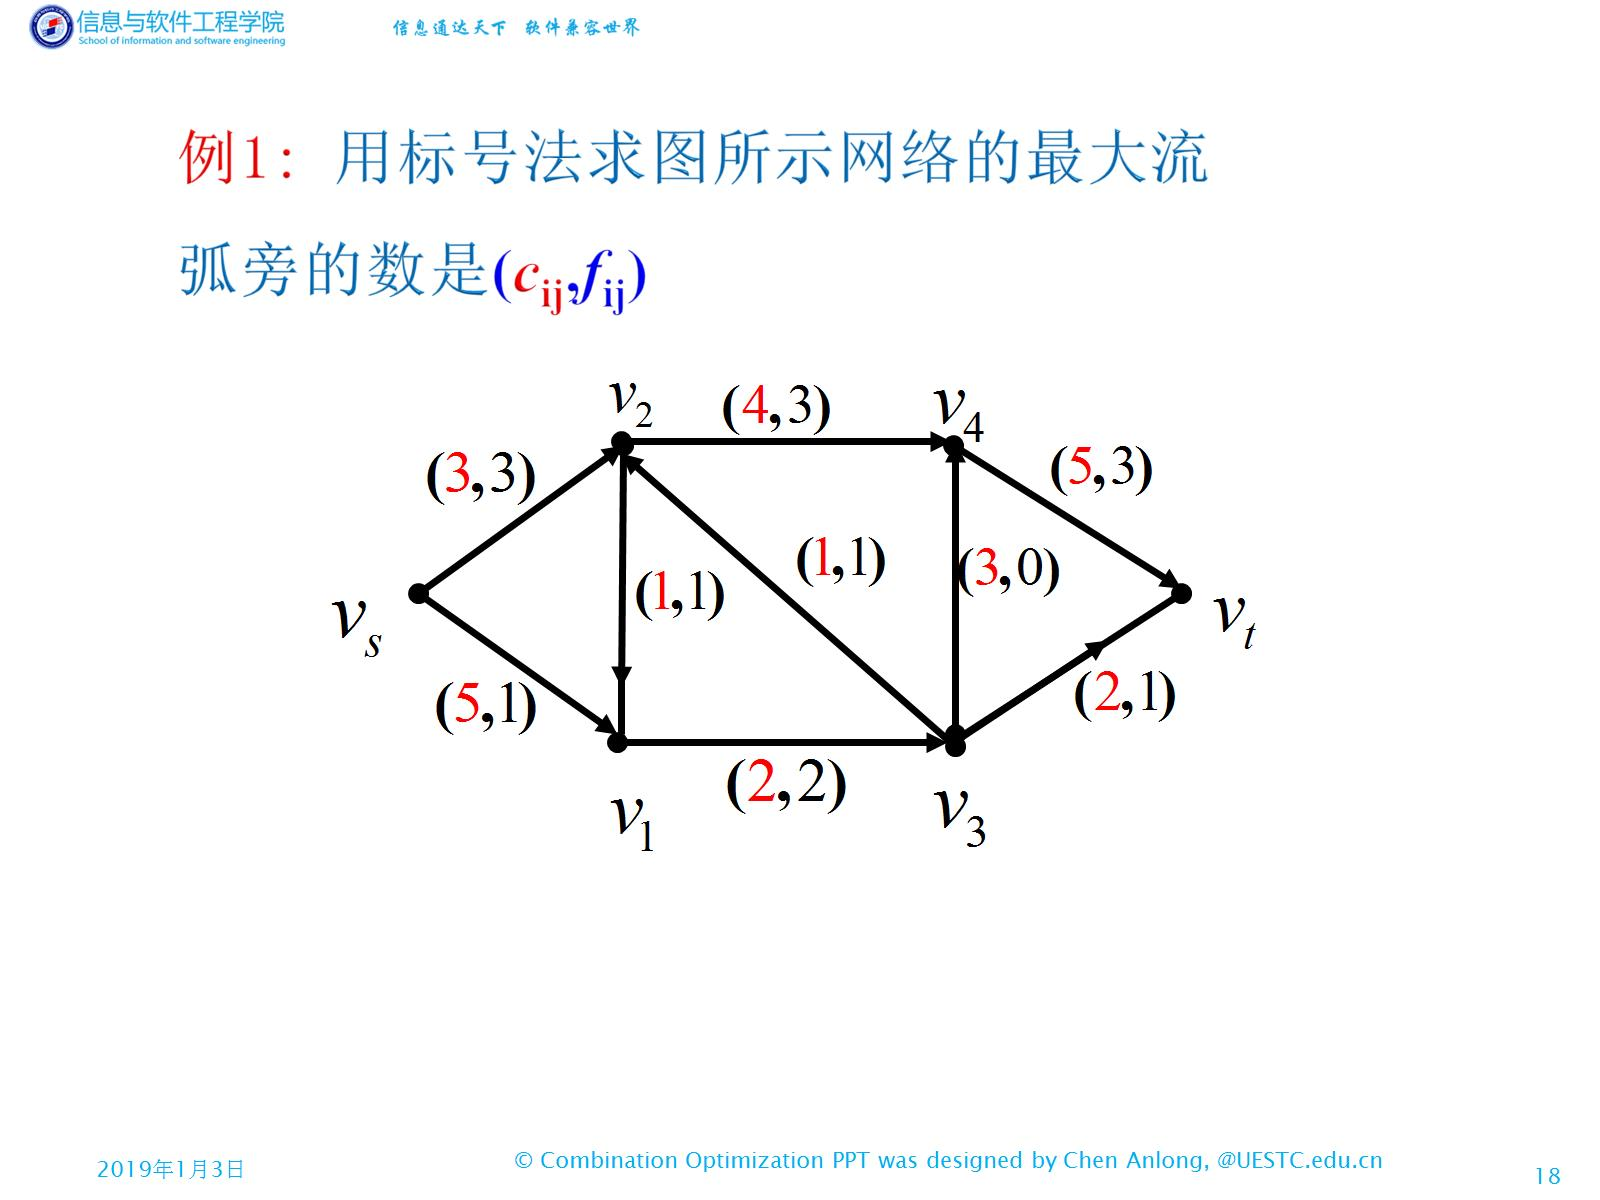 信息与软件工程学院
School of information and software engineering
信息通达天下 软件兼容世界
例1: 用标号法求图所示网络的最大流
弧旁的数是(cij,fij)
v2
(4,3)
v4
(3,3)
(5,3)
(1,1)
(3,0)
(1,1)
vs
vt
(5,1)
(2,1)
(2,2)
v1
v3
2019年1月3日
© Combination Optimization PPT was designed by Chen Anlong, @UESTC.edu.cn
18